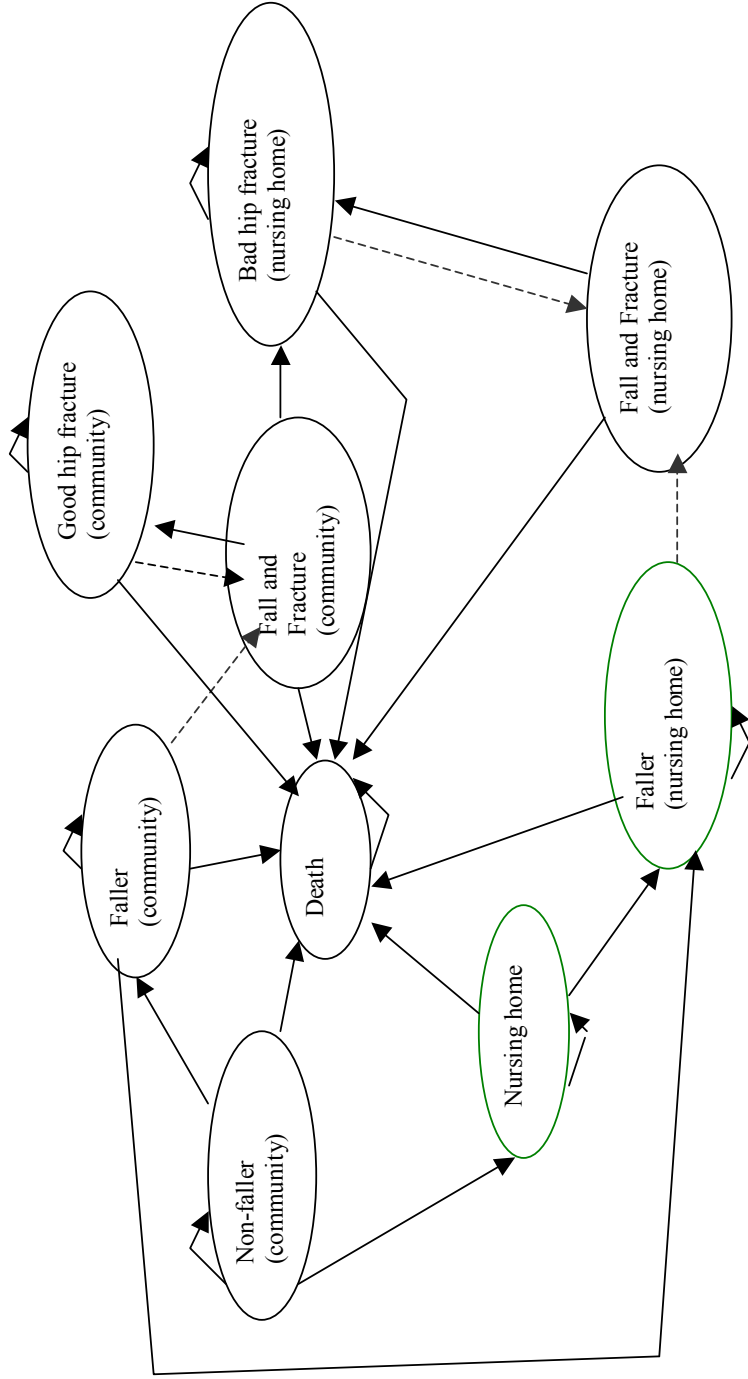 Good hip fracture
(community)
Bad hip fracture
(nursing home)
Faller
(community)
Fall and
Fracture
(community)
Non-faller
(community)
Death
Fall and Fracture
(nursing home)
Nursing home
Faller
(nursing home)